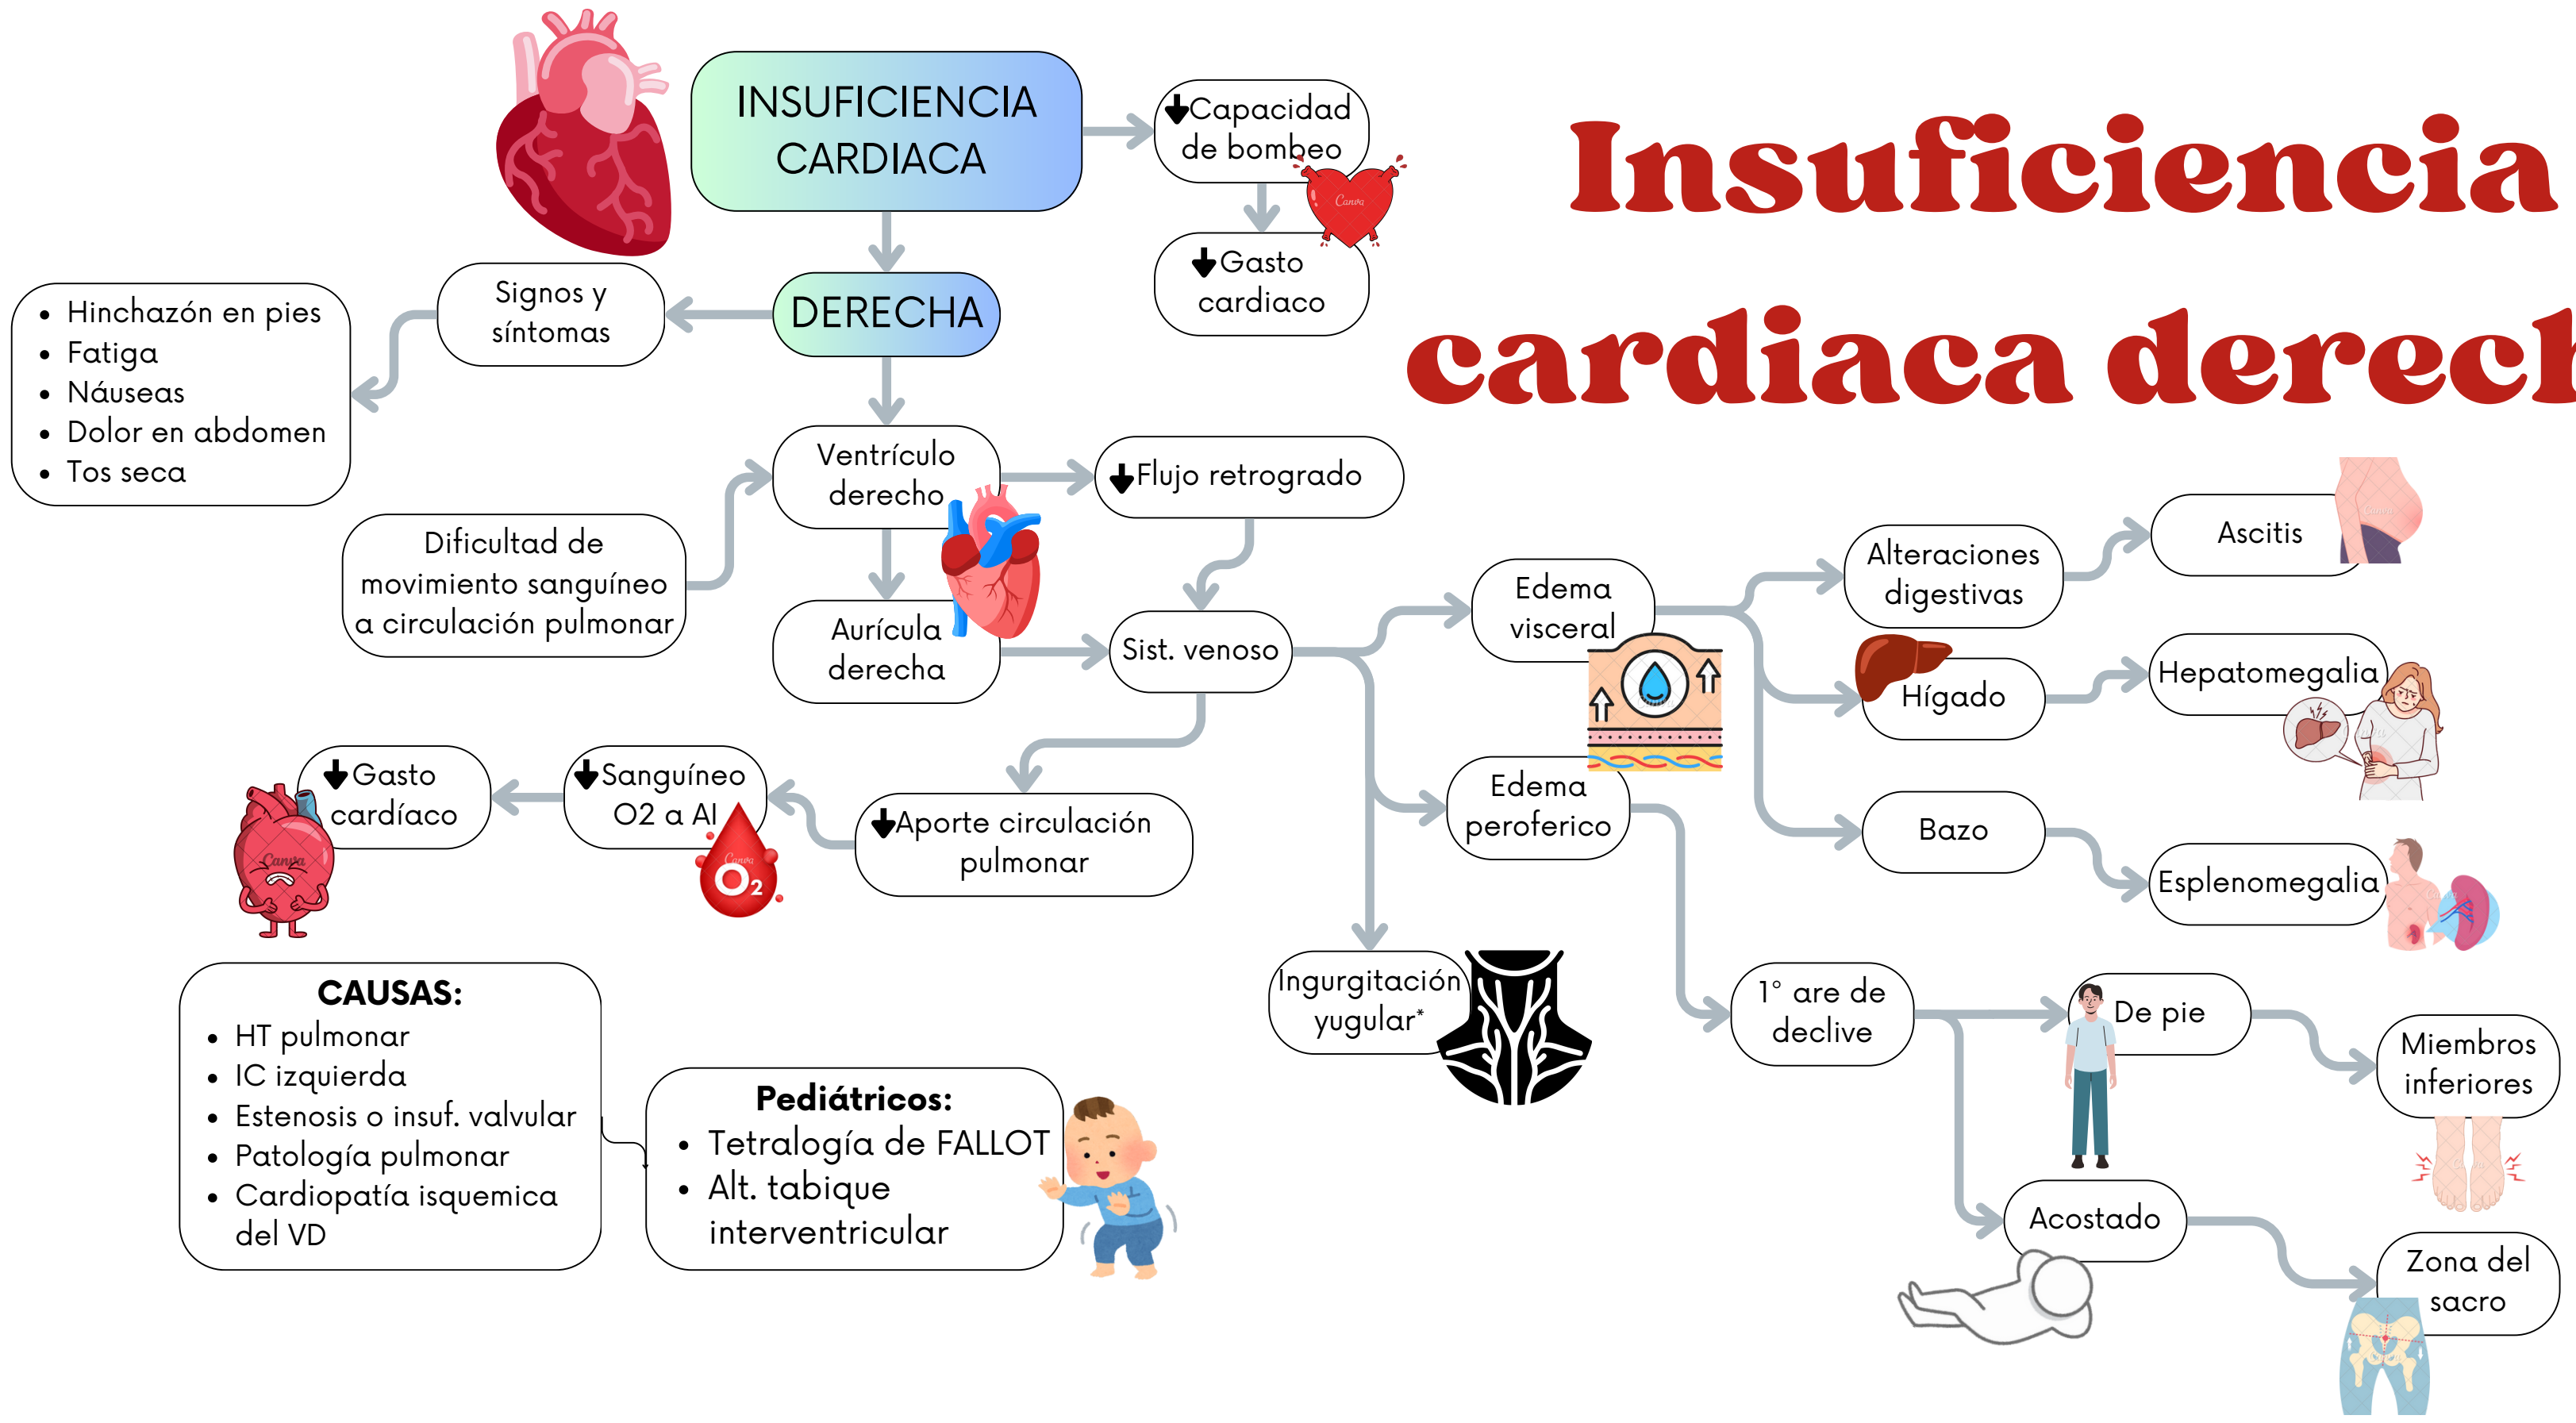 INSUFICIENCIA
CARDIACA
Capacidad
de bombeo
Gasto
cardiaco
Insuficiencia
cardiaca derech
DERECHA
Signos y
síntomas
Hinchazón en pies
Fatiga
Náuseas
Dolor en abdomen
Tos seca
Ventrículo
derecho
Flujo retrogrado
Dificultad de
movimiento sanguíneo
a circulación pulmonar
Aurícula
derecha
Sist. venoso
Edema
visceral
Alteraciones
digestivas
Ascitis
Hígado
Hepatomegalia
Bazo
Esplenomegalia
Edema
peroferico
Aporte circulación
pulmonar
Sanguíneo
O2 a AI
O2
Gasto
cardíaco
Ingurgitación
yugular*
1° are de
declive
De pie
Miembros
inferiores
Acostado
Zona del
sacro
CAUSAS:
HT pulmonar
IC izquierda
Estenosis o insuf. valvular
Patología pulmonar
Cardiopatía isquemica
del VD
Pediátricos:
Tetralogía de FALLOT
Alt. tabique
interventricular
Canva
Canva
Canva